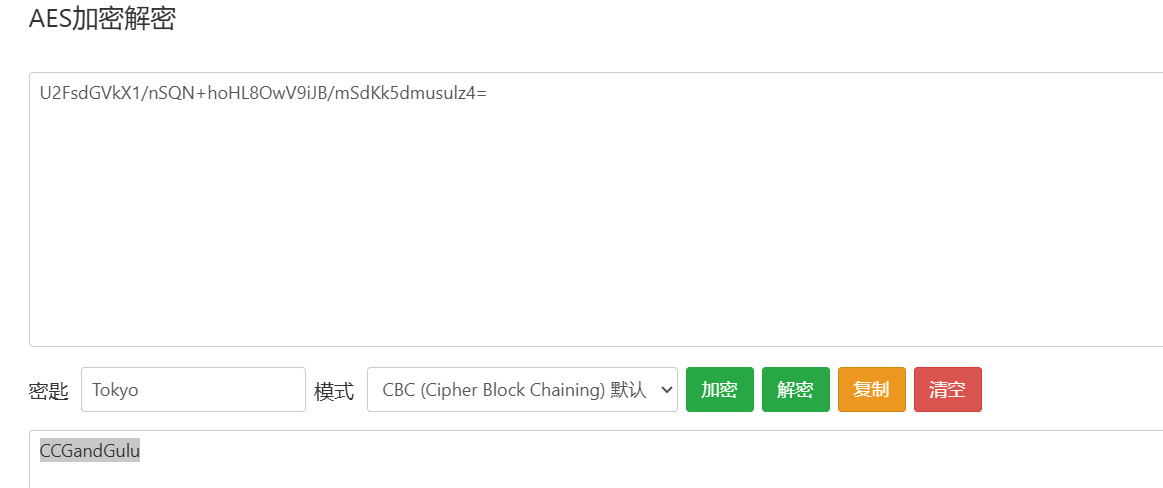 AES加密解密
U2FsdGVkX1/nSQN+hoHL8OwV9iJB/mSdKk5dmusulz4=
密匙 Tokyo 模式 CBC (Cipher Block Chaining) 默认 加密 解密 复制 清空
CCGandGulu